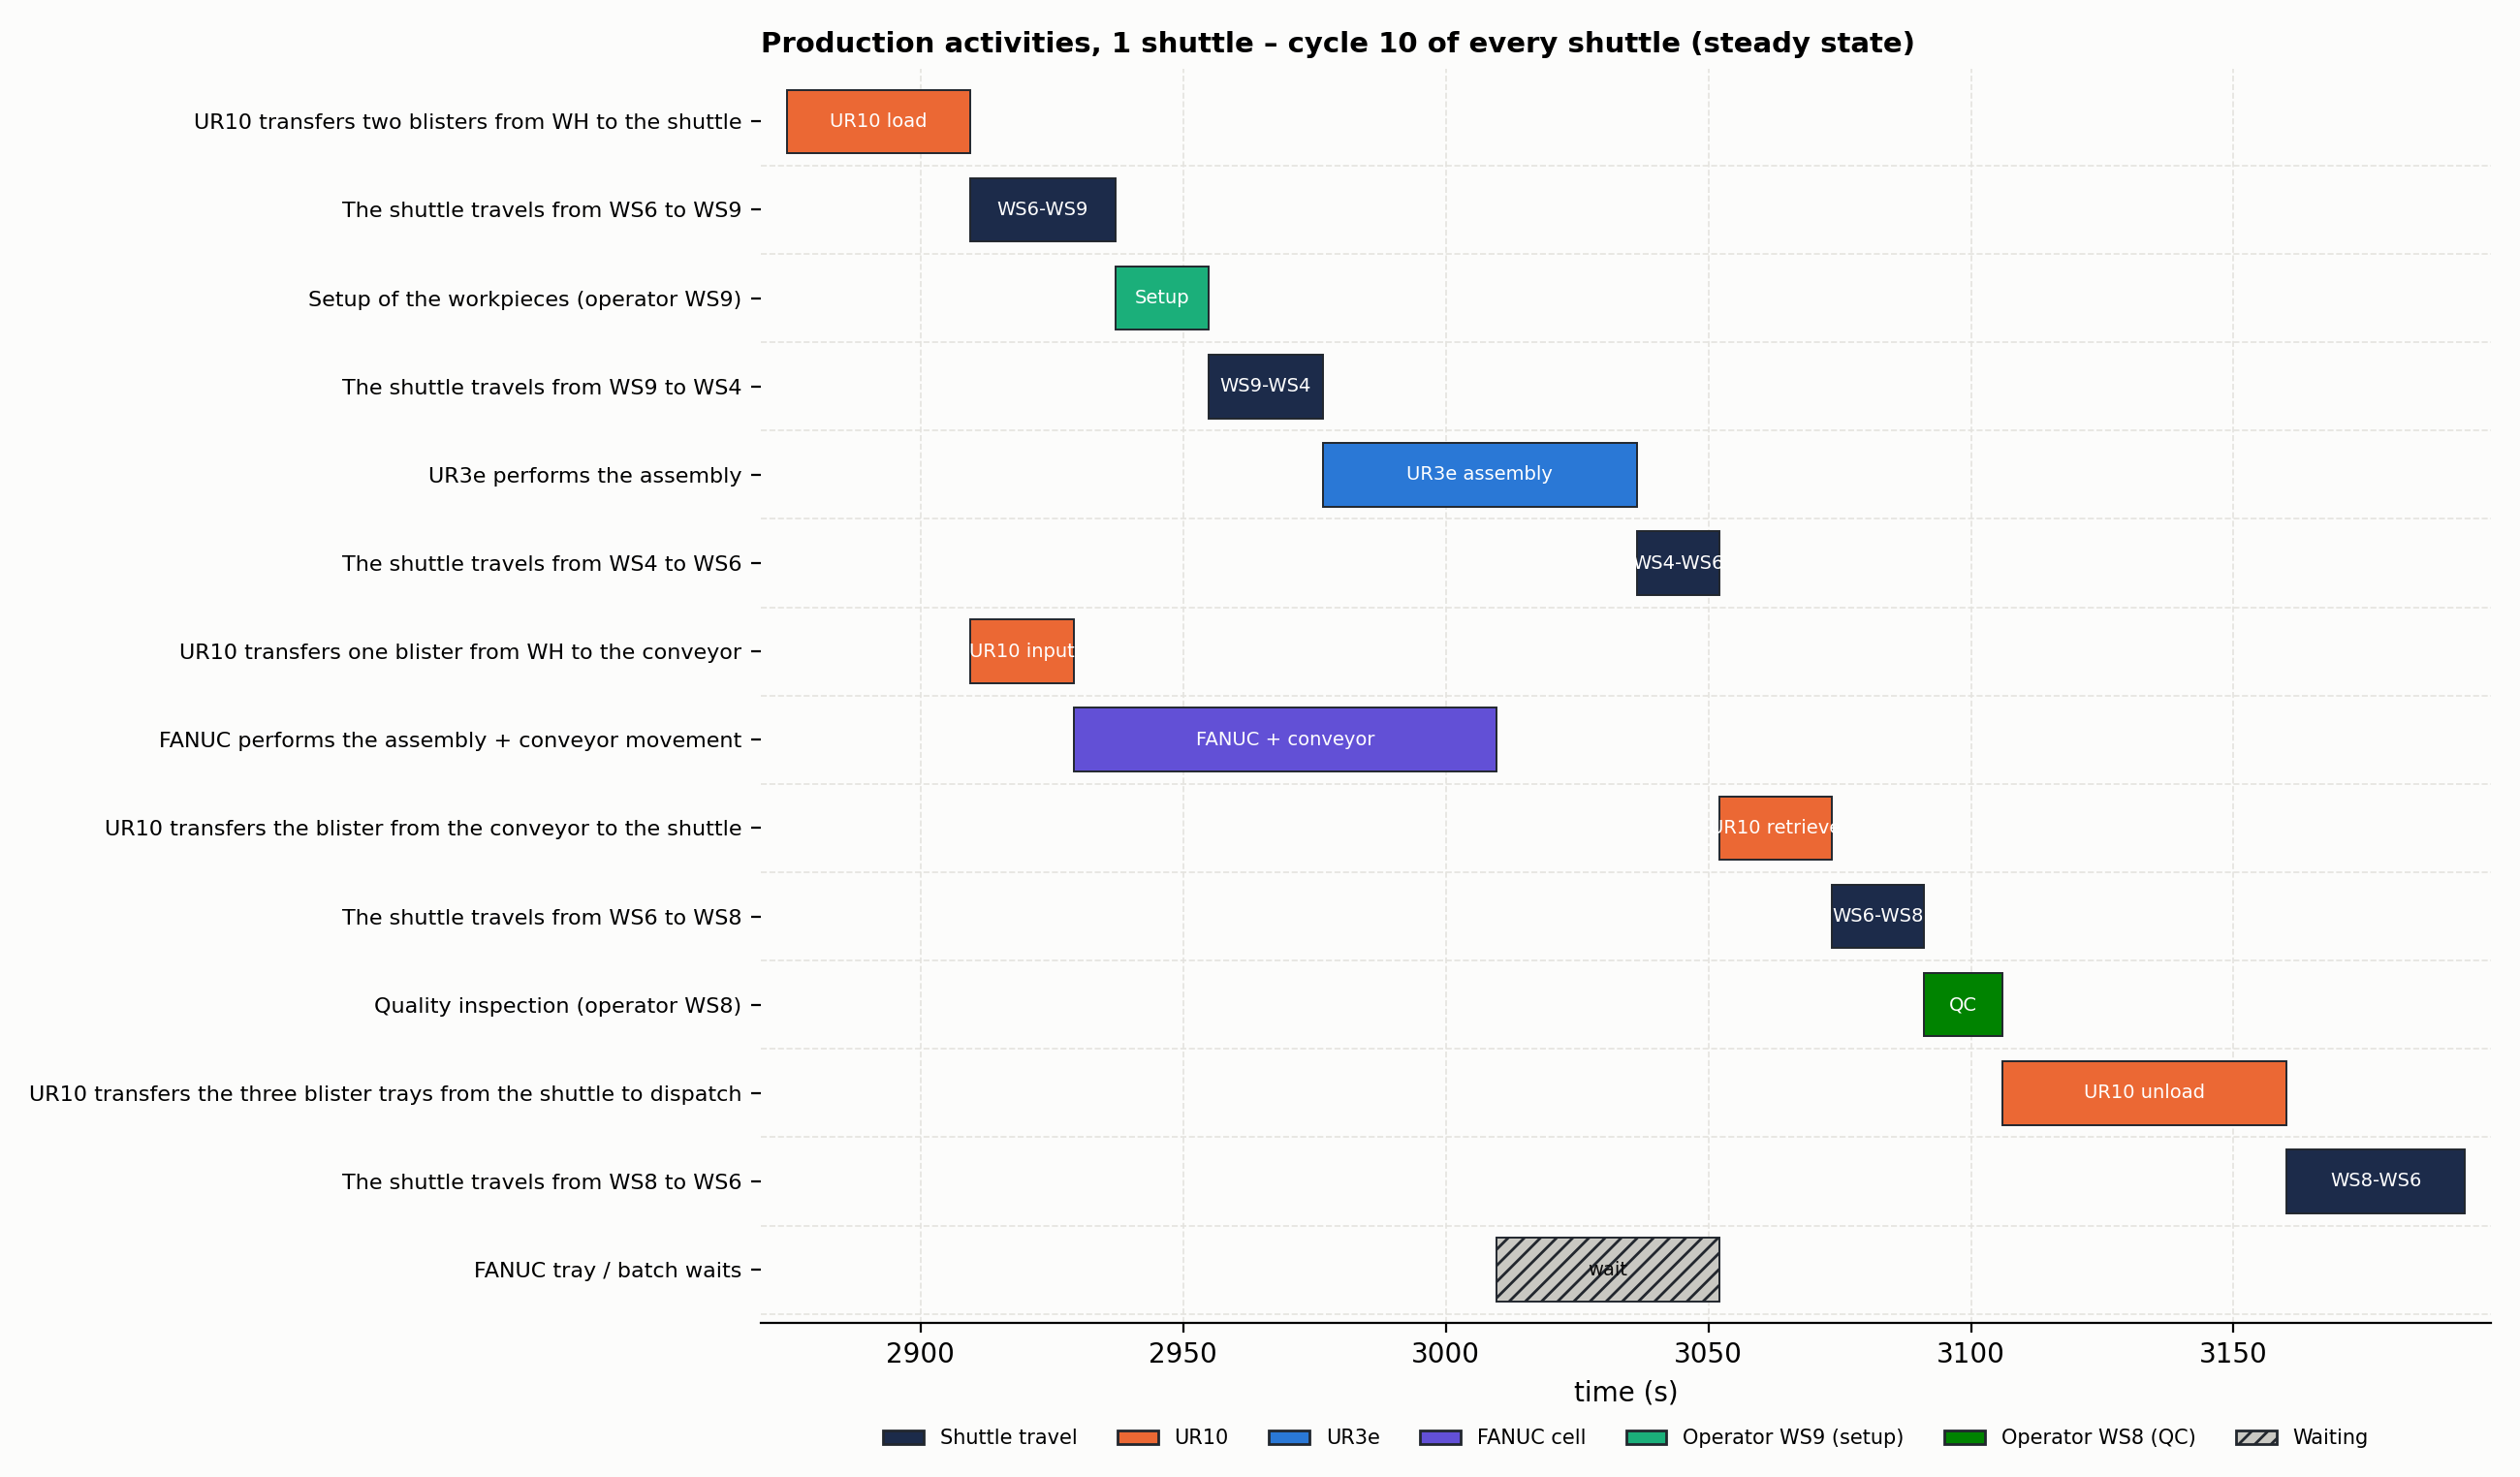 Production activities, 1 shuttle – cycle 10 of every shuttle (steady state)
UR10 transfers two blisters from WH to the shuttle
UR10 load
The shuttle travels from WS6 to WS9
WS6-WS9
Setup of the workpieces (operator WS9)
Setup
The shuttle travels from WS9 to WS4
WS9-WS4
UR3e performs the assembly
UR3e assembly
The shuttle travels from WS4 to WS6
WS4-WS6
UR10 transfers one blister from WH to the conveyor
UR10 input
FANUC performs the assembly + conveyor movement
FANUC + conveyor
UR10 transfers the blister from the conveyor to the shuttle
UR10 retrieve
The shuttle travels from WS6 to WS8
WS6-WS8
Quality inspection (operator WS8)
QC
UR10 transfers the three blister trays from the shuttle to dispatch
UR10 unload
The shuttle travels from WS8 to WS6
WS8-WS6
FANUC tray / batch waits
wait
2900 2950 3000 3050 3100 3150
time (s)
Shuttle travel UR10 UR3e FANUC cell Operator WS9 (setup) Operator WS8 (QC) Waiting